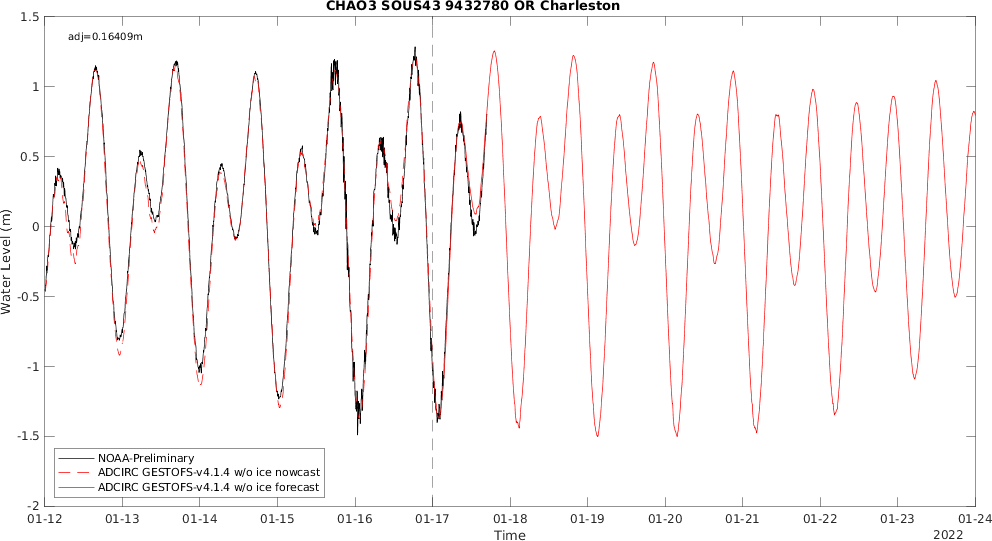 CHAO3 SOUS43 9432780 OR Charleston
adj=0.16409m
1.5
1
0.5
0
-0.5
-1
-1.5
-2
Water Level (m)
NOAA-Preliminary
ADCIRC GESTOFS-v4.1.4 w/o ice nowcast
ADCIRC GESTOFS-v4.1.4 w/o ice forecast
01-12 01-13 01-14 01-15 01-16 01-17 01-18 01-19 01-20 01-21 01-22 01-23 01-24
Time
2022